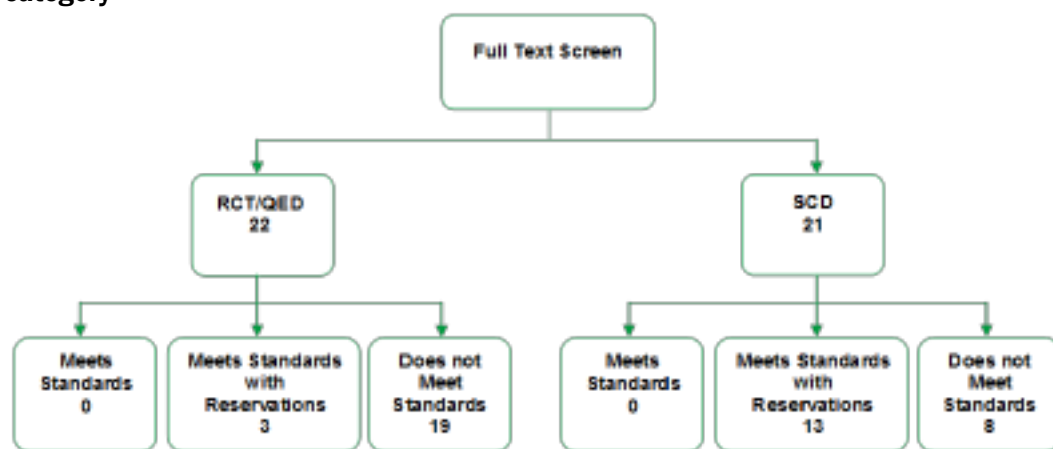 category
Full Text Screen
RCT/QED
22
SCD
21
Meets
Standards
0
Meets Standards
with
Reservations
3
Does not
Meet
Standards
19
Meets
Standards
0
Meets Standards
with
Reservations
13
Does not
Meet
Standards
8